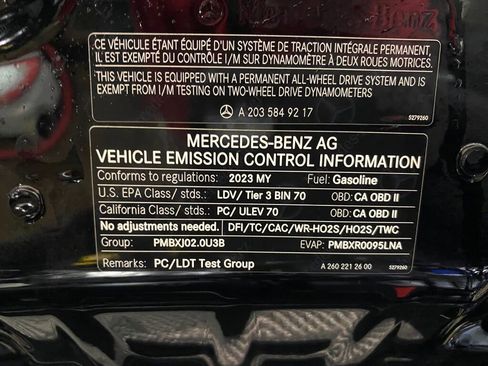 CE VÉHICULE ÉTANT ÉQUIPÉ D'UN SYSTÈME DE TRACTION INTÉGRALE PERMANENT,
IL EST EXEMPTÉ DU CONTRÔLE I/M SUR DYNAMOMÈTRE À DEUX ROUES MOTRICES.
THIS VEHICLE IS EQUIPPED WITH A PERMANENT ALL-WHEEL DRIVE SYSTEM AND IS
EXEMPT FROM I/M TESTING ON TWO-WHEEL DRIVE DYNAMOMETERS
A 203 584 92 17
5279260
MERCEDES-BENZ AG
VEHICLE EMISSION CONTROL INFORMATION
Conforms to regulations: 2023 MY Fuel: Gasoline
U.S. EPA Class/ stds.: LDV/ Tier 3 BIN 70 OBD: CA OBD II
California Class/ stds.: PC/ ULEV 70 OBD: CA OBD II
No adjustments needed. DFI/TC/CAC/WR-HO2S/HO2S/TWC
Group: PMBXJ02.0U3B EVAP: PMBXR0095LNA
Remarks: PC/LDT Test Group A 260 221 26 00 5279260